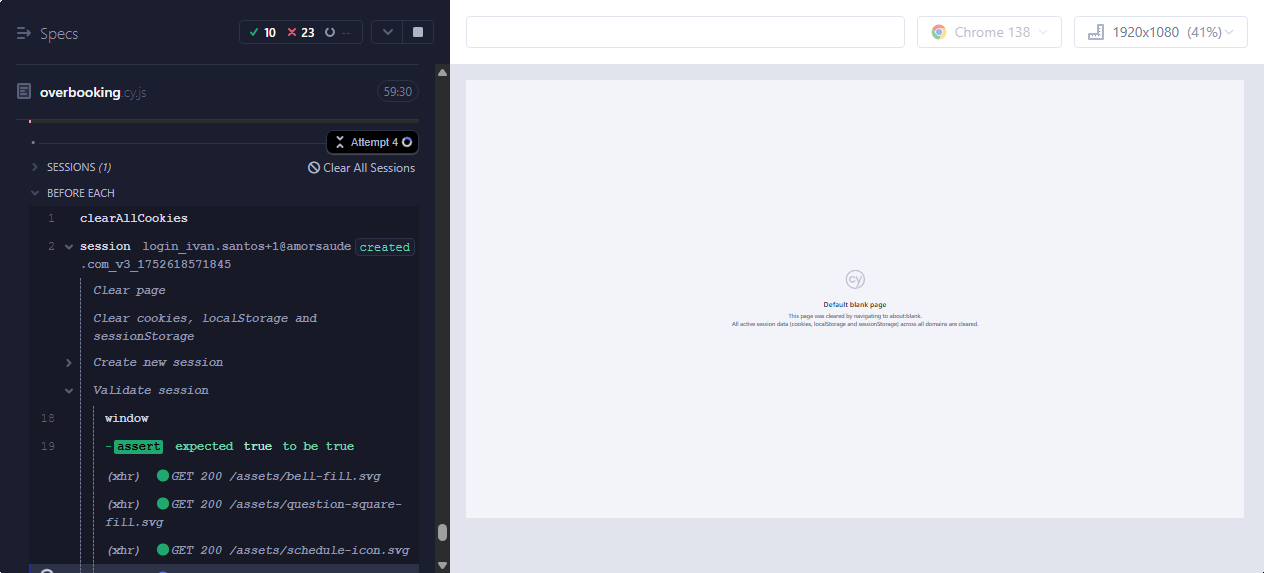 Specs
10 23 --
Chrome 138
1920x1080 (41%)
overbooking.cy.js 59:30
Attempt 4
SESSIONS (1) Clear All Sessions
BEFORE EACH
1 clearAllCookies
2 session login_ivan.santos+1@amorsaude created
.com_v3_1752618571845
Clear page
Clear cookies, localStorage and
sessionStorage
Create new session
Validate session
18 window
19 -assert expected true to be true
(xhr) GET 200 /assets/bell-fill.svg
(xhr) GET 200 /assets/question-square-
fill.svg
(xhr) GET 200 /assets/schedule-icon.svg
cy
Default blank page
This page was cleared by navigating to about:blank.
All active session data (cookies, localStorage and sessionStorage) across all domains are cleared.